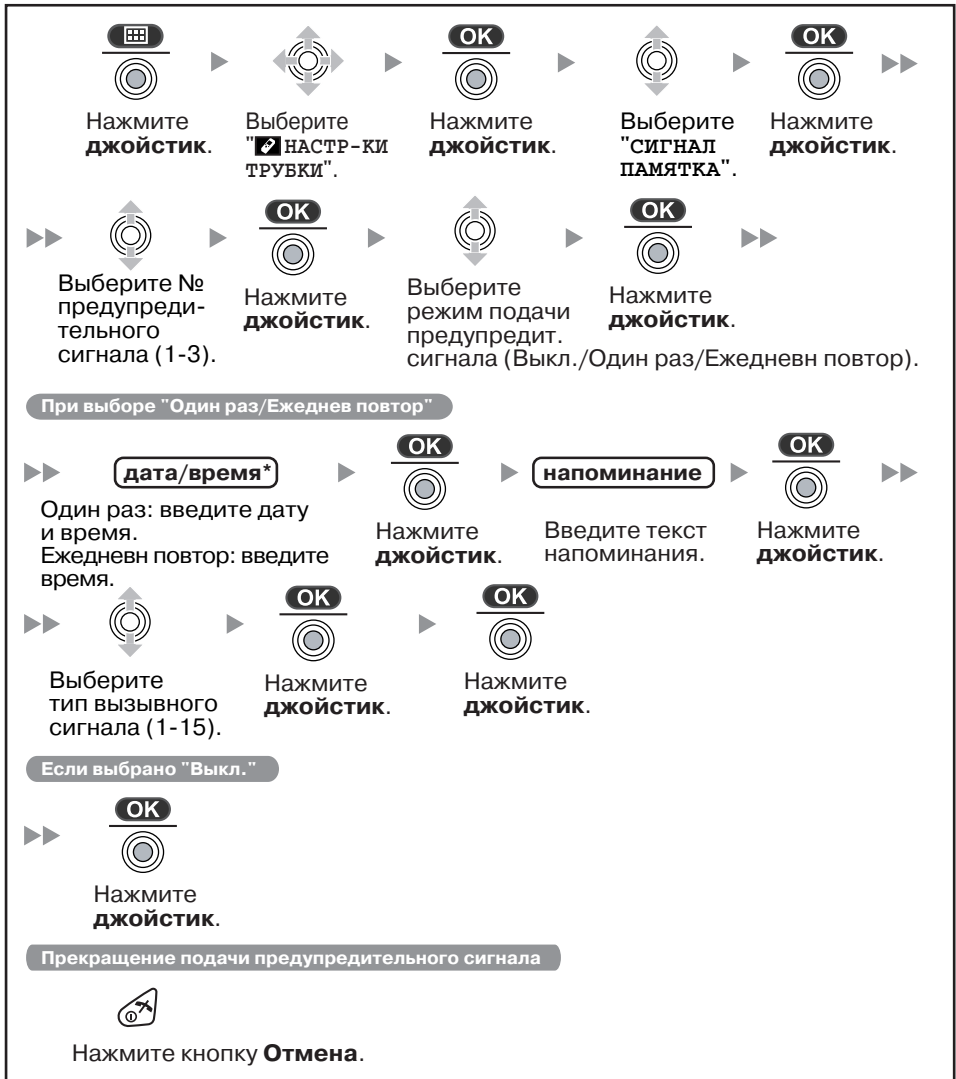 OK
OK
Нажмите
джойстик.
Выберите
"НАСТР-КИ
ТРУБКИ".
Нажмите
джойстик.
Выберите
"СИГНАЛ
ПАМЯТКА".
Нажмите
джойстик.
OK
OK
Выберите №
предупреди-
тельного
сигнала (1-3).
Нажмите
джойстик.
Выберите
режим подачи
предупредит.
сигнала (Выкл./Один раз/Ежедневн повтор).
Нажмите
джойстик.
При выборе "Один раз/Ежеднев повтор"
дата/время*
OK
напоминание
OK
Один раз: введите дату
и время.
Ежедневн повтор: введите
время.
Нажмите
джойстик.
Введите текст
напоминания.
Нажмите
джойстик.
OK
OK
Выберите
тип вызывного
сигнала (1-15).
Нажмите
джойстик.
Нажмите
джойстик.
Если выбрано "Выкл."
OK
Нажмите
джойстик.
Прекращение подачи предупредительного сигнала
Нажмите кнопку Отмена.